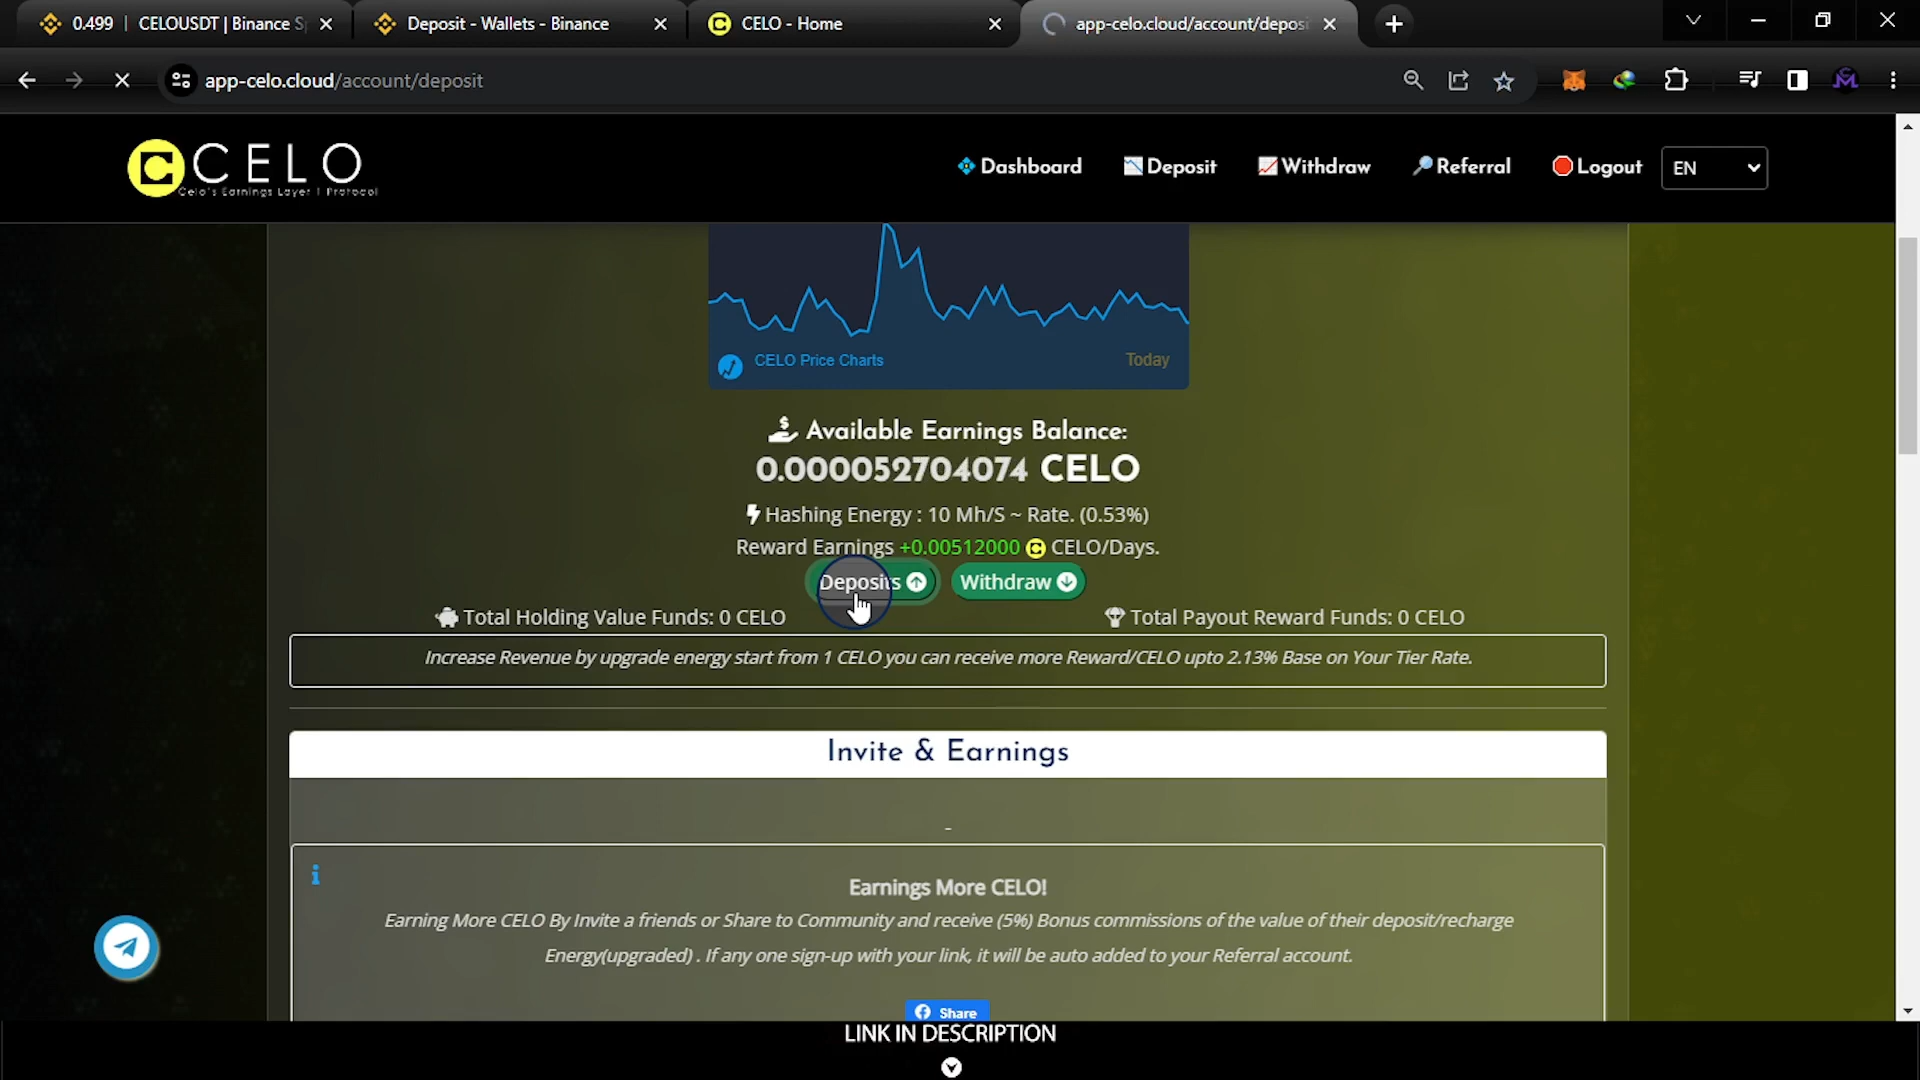 0.499 | CELOUSDT | Binance S
Deposit - Wallets - Binance
CELO - Home
app-celo.cloud/account/depos
app-celo.cloud/account/deposit
CELO
Celo's Earnings Layer 1 Protocol
Dashboard
Deposit
Withdraw
Referral
Logout
EN
CELO Price Charts
Today
Available Earnings Balance:
0.000052704074 CELO
Hashing Energy : 10 Mh/S ~ Rate. (0.53%)
Reward Earnings +0.00512000 CELO/Days.
Deposits
Withdraw
Total Holding Value Funds: 0 CELO
Total Payout Reward Funds: 0 CELO
Increase Revenue by upgrade energy start from 1 CELO you can receive more Reward/CELO upto 2.13% Base on Your Tier Rate.
Invite & Earnings
-
Earnings More CELO!
Earning More CELO By Invite a friends or Share to Community and receive (5%) Bonus commissions of the value of their deposit/recharge
Energy(upgraded) . If any one sign-up with your link, it will be auto added to your Referral account.
Share
LINK IN DESCRIPTION